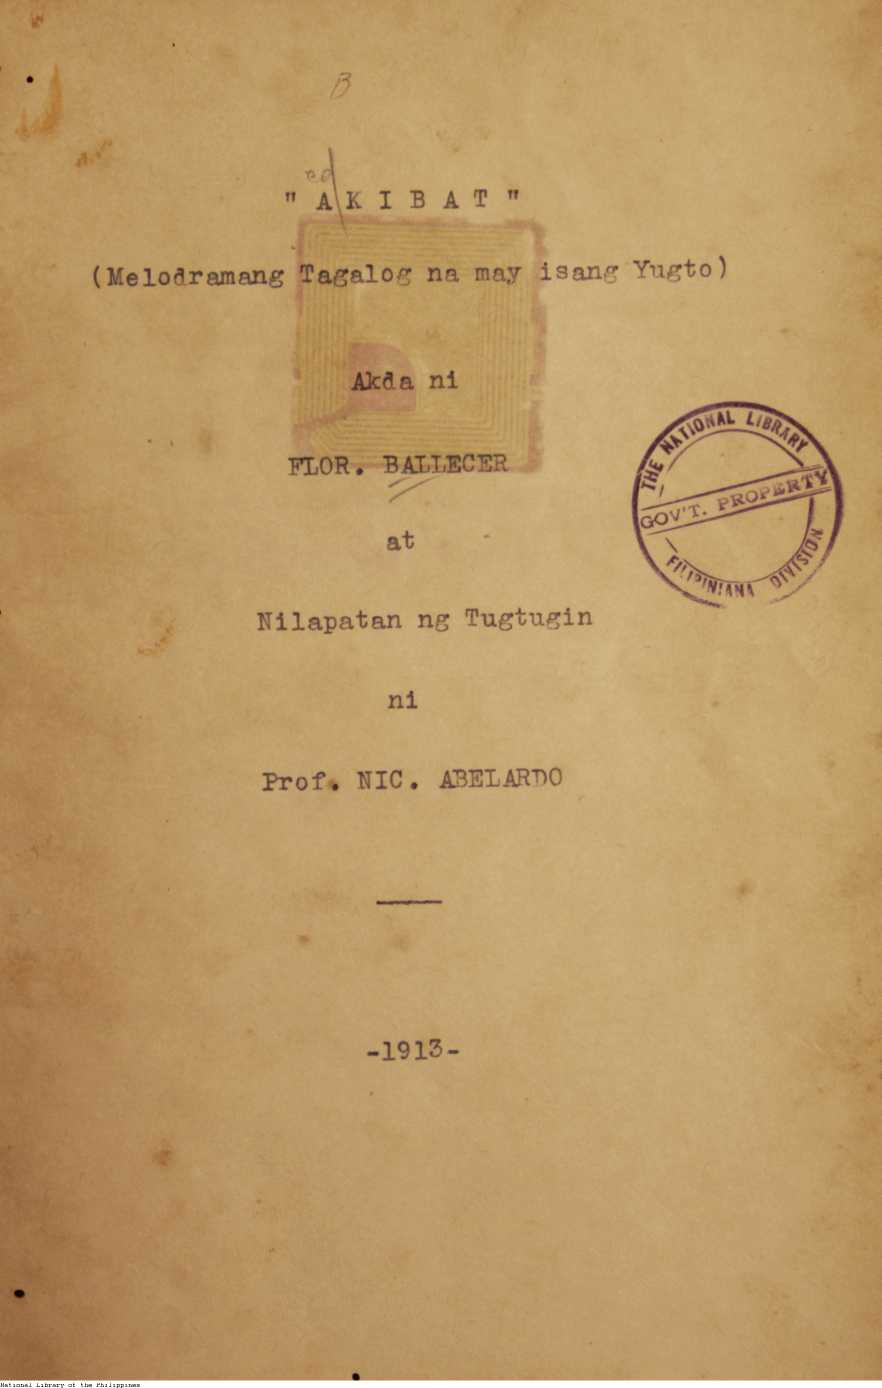 B
ed
"AKIBAT"
(Melodramang Tagalog na may isang Yugto)
Akda ni
FLOR. BALLECER
at
Nilapatan ng Tugtugin
ni
Prof. NIC. ABELARDO
-1913-
THE NATIONAL LIBRARY
GOV'T. PROPERTY
FILIPINIANA DIVISION
National Library of the Philippines